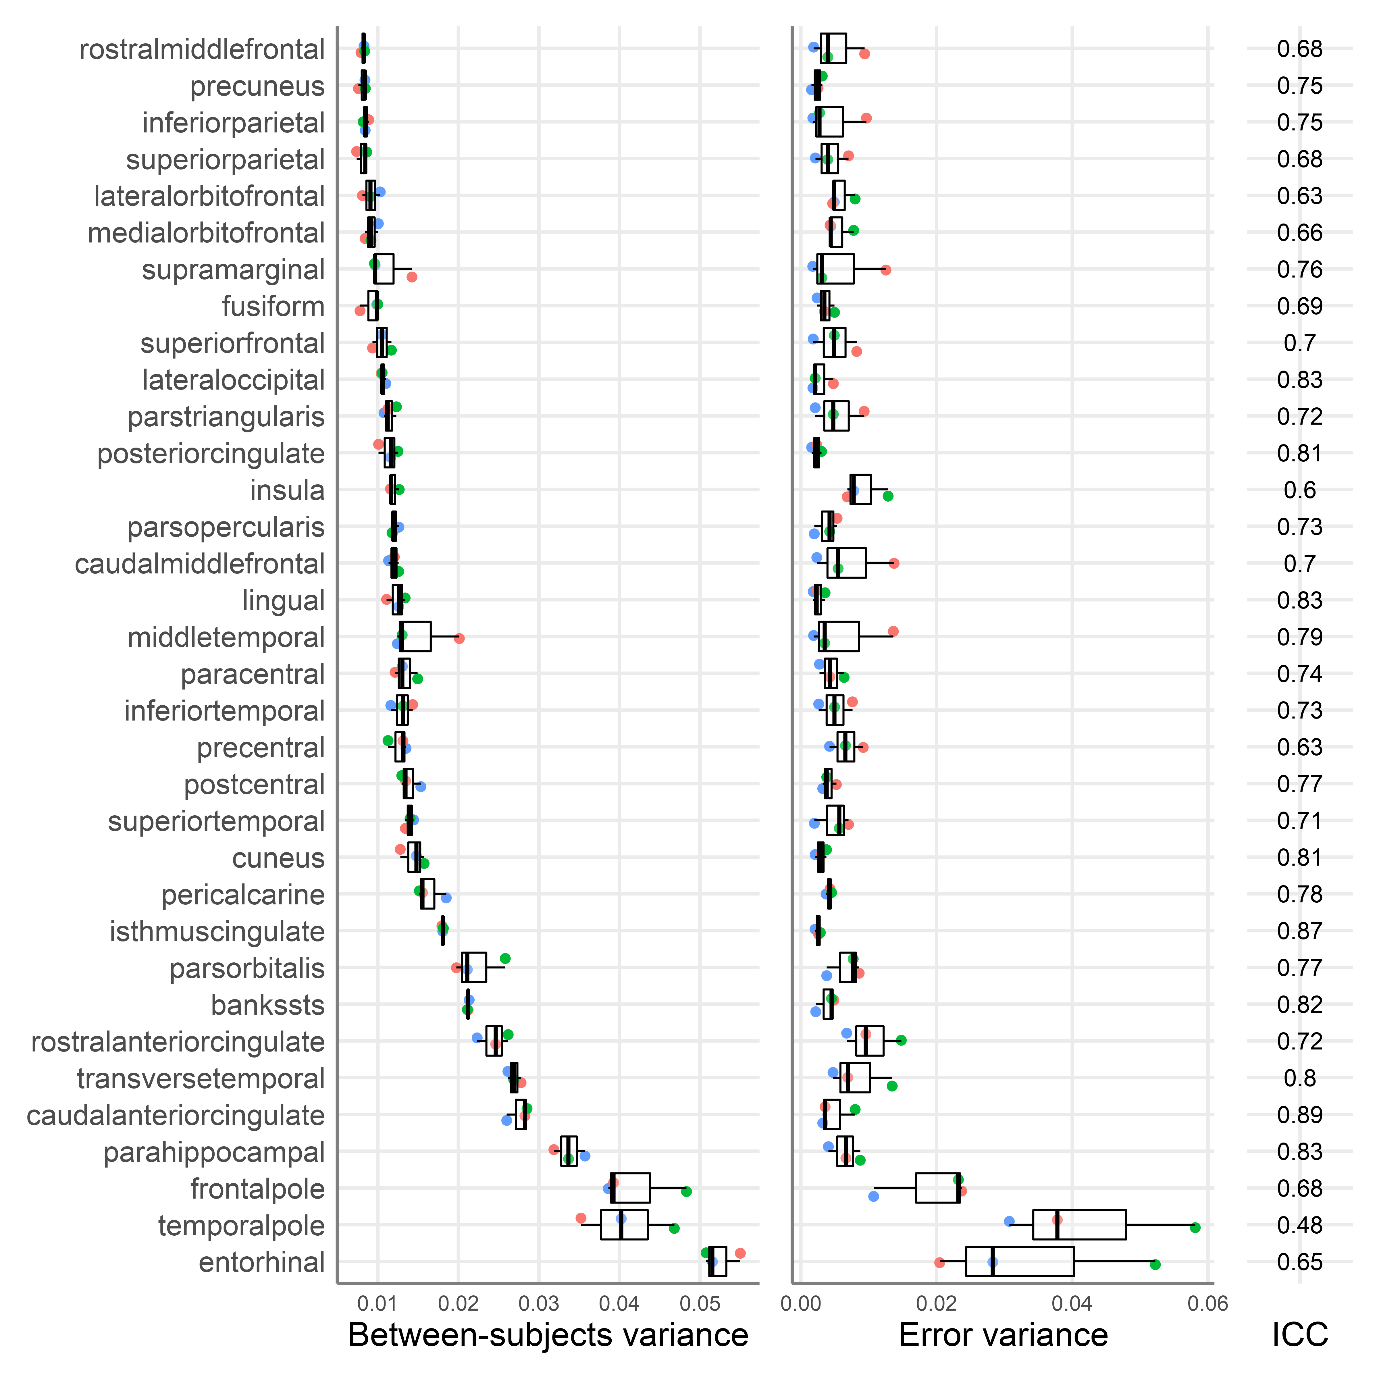 rostralmiddlefrontal 0.68
precuneus 0.75
inferiorparietal 0.75
superiorparietal 0.68
lateralorbitofrontal 0.63
medialorbitofrontal 0.66
supramarginal 0.76
fusiform 0.69
superiorfrontal 0.7
lateraloccipital 0.83
parstriangularis 0.72
posteriorcingulate 0.81
insula 0.6
parsopercularis 0.73
caudalmiddlefrontal 0.7
lingual 0.83
middletemporal 0.79
paracentral 0.74
inferiortemporal 0.73
precentral 0.63
postcentral 0.77
superiortemporal 0.71
cuneus 0.81
pericalcarine 0.78
isthmuscingulate 0.87
parsorbitalis 0.77
bankssts 0.82
rostralanteriorcingulate 0.72
transversetemporal 0.8
caudalanteriorcingulate 0.89
parahippocampal 0.83
frontalpole 0.68
temporalpole 0.48
entorhinal 0.65
0.01 0.02 0.03 0.04 0.05 0.00 0.02 0.04 0.06
Between-subjects variance Error variance ICC